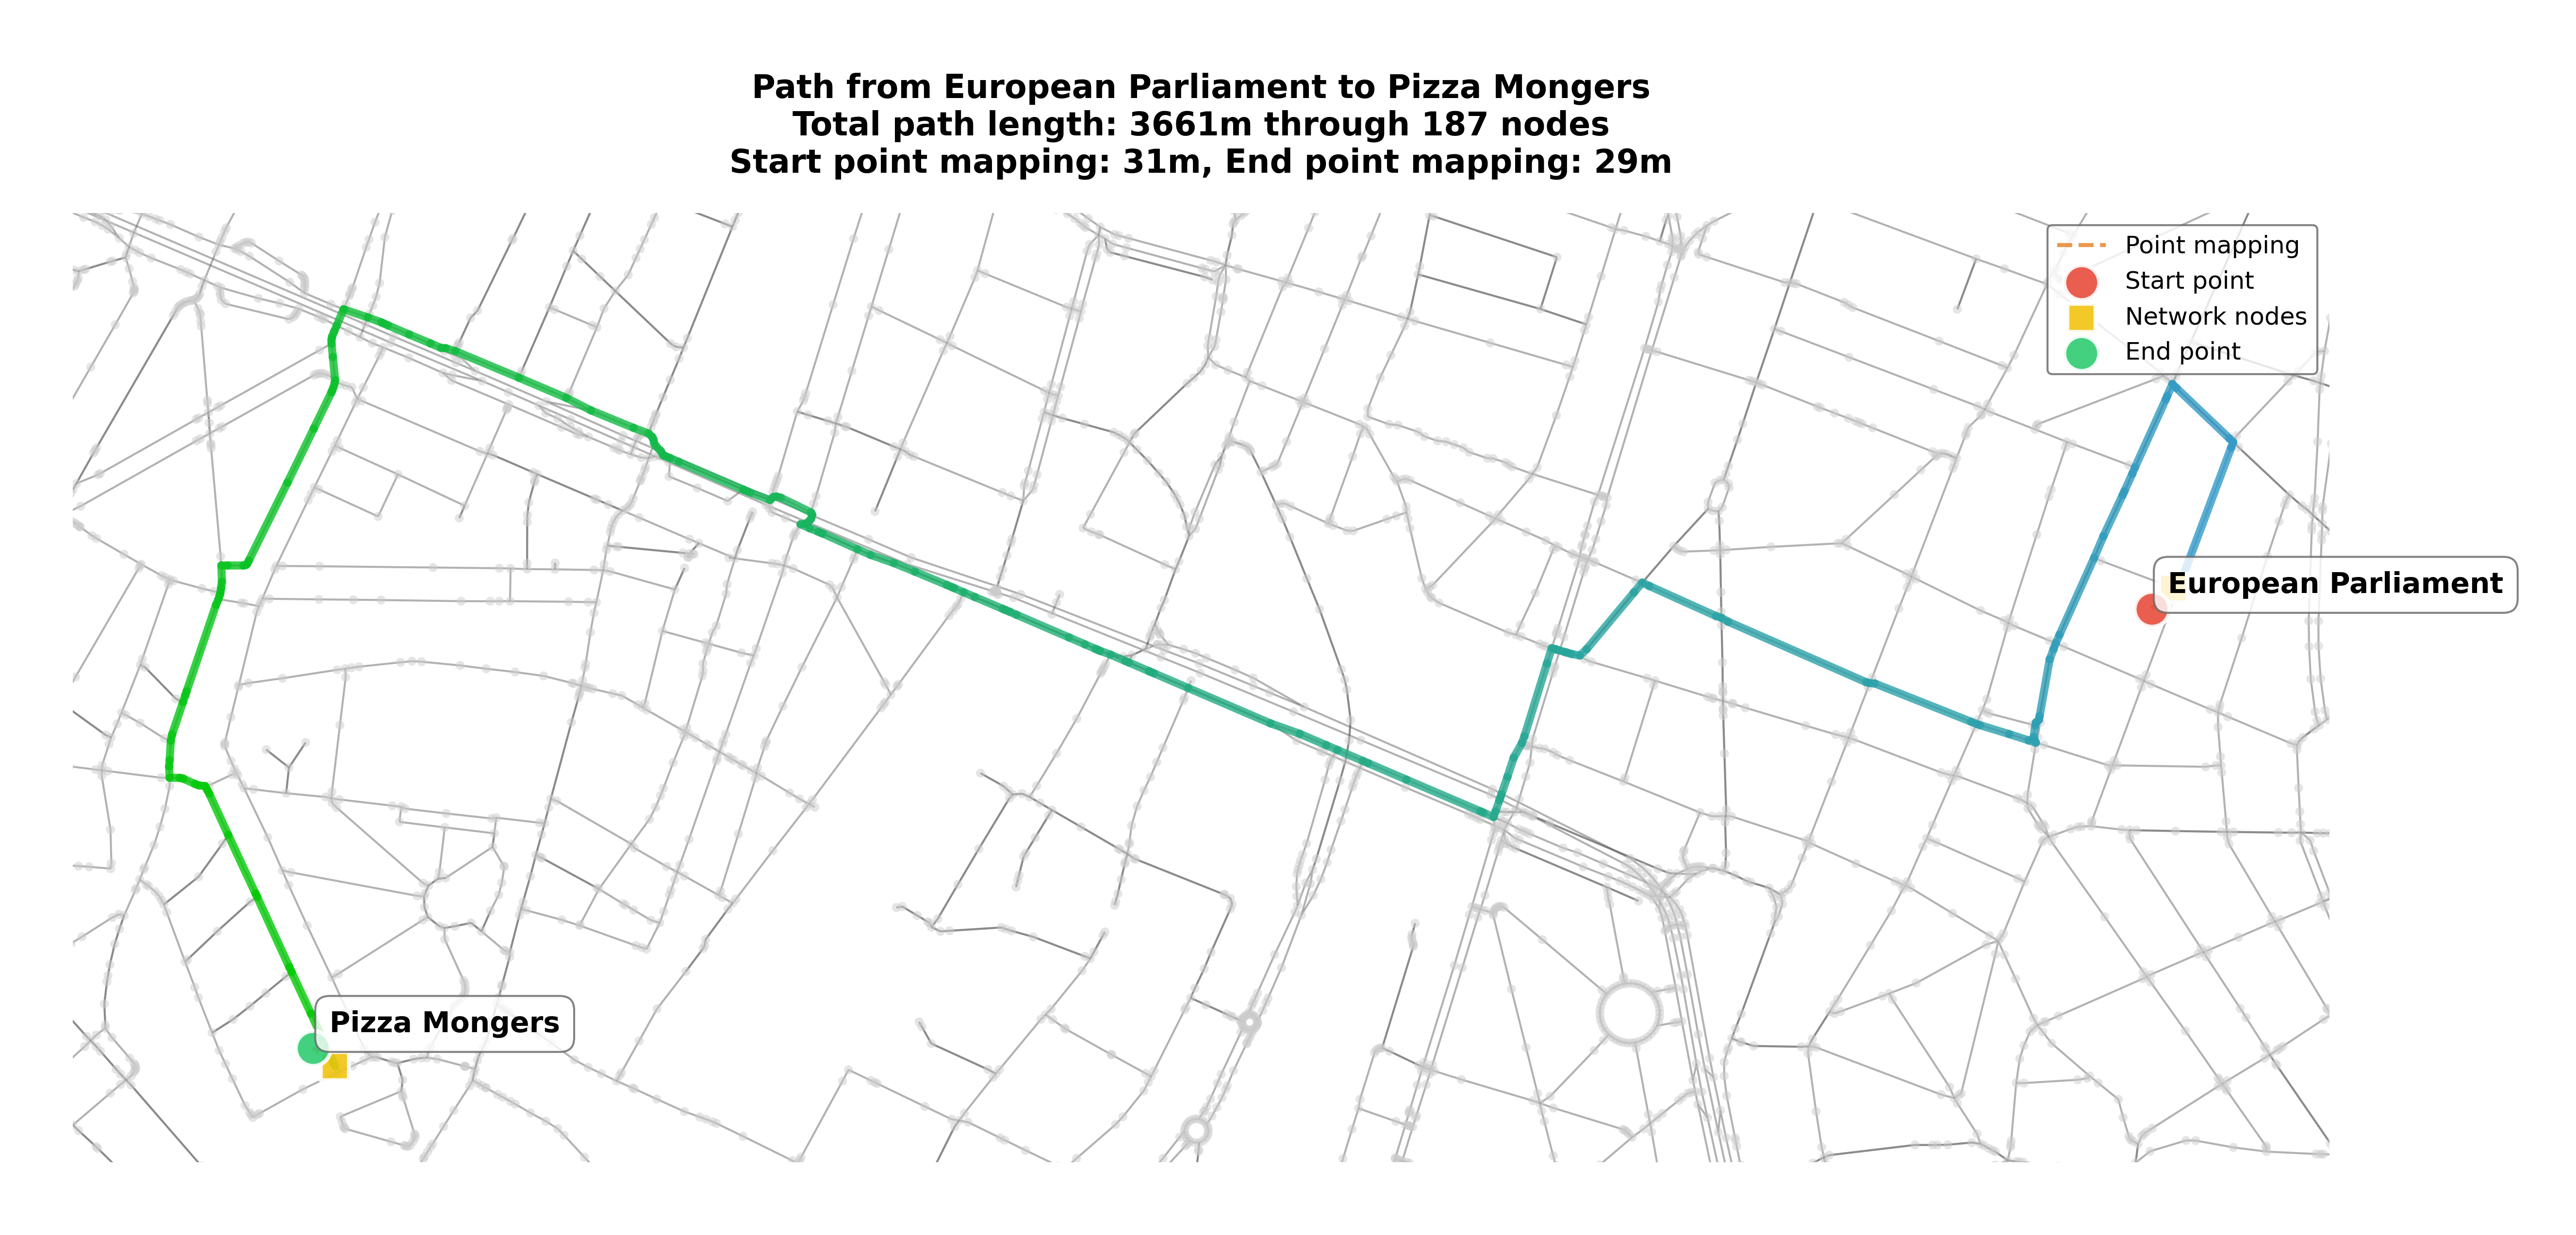 Path from European Parliament to Pizza Mongers
Total path length: 3661m through 187 nodes
Start point mapping: 31m, End point mapping: 29m
Point mapping
Start point
Network nodes
End point
European Parliament
Pizza Mongers